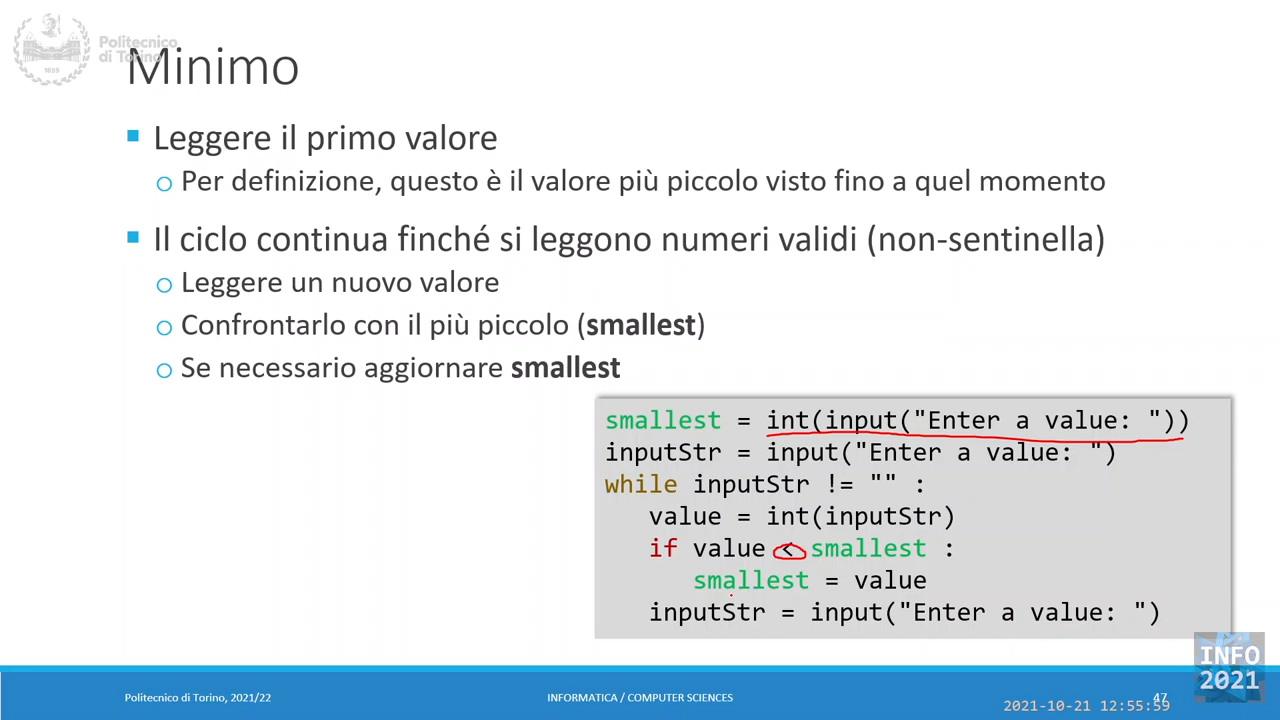 Politecnico
di Torino
1859
Minimo
Leggere il primo valore
Per definizione, questo è il valore più piccolo visto fino a quel momento
Il ciclo continua finché si leggono numeri validi (non-sentinella)
Leggere un nuovo valore
Confrontarlo con il più piccolo (smallest)
Se necessario aggiornare smallest
smallest = int(input("Enter a value: "))
inputStr = input("Enter a value: ")
while inputStr != "" :
value = int(inputStr)
if value < smallest :
smallest = value
inputStr = input("Enter a value: ")
INFO
2021
Politecnico di Torino, 2021/22
INFORMATICA / COMPUTER SCIENCES
47
2021-10-21 12:55:59